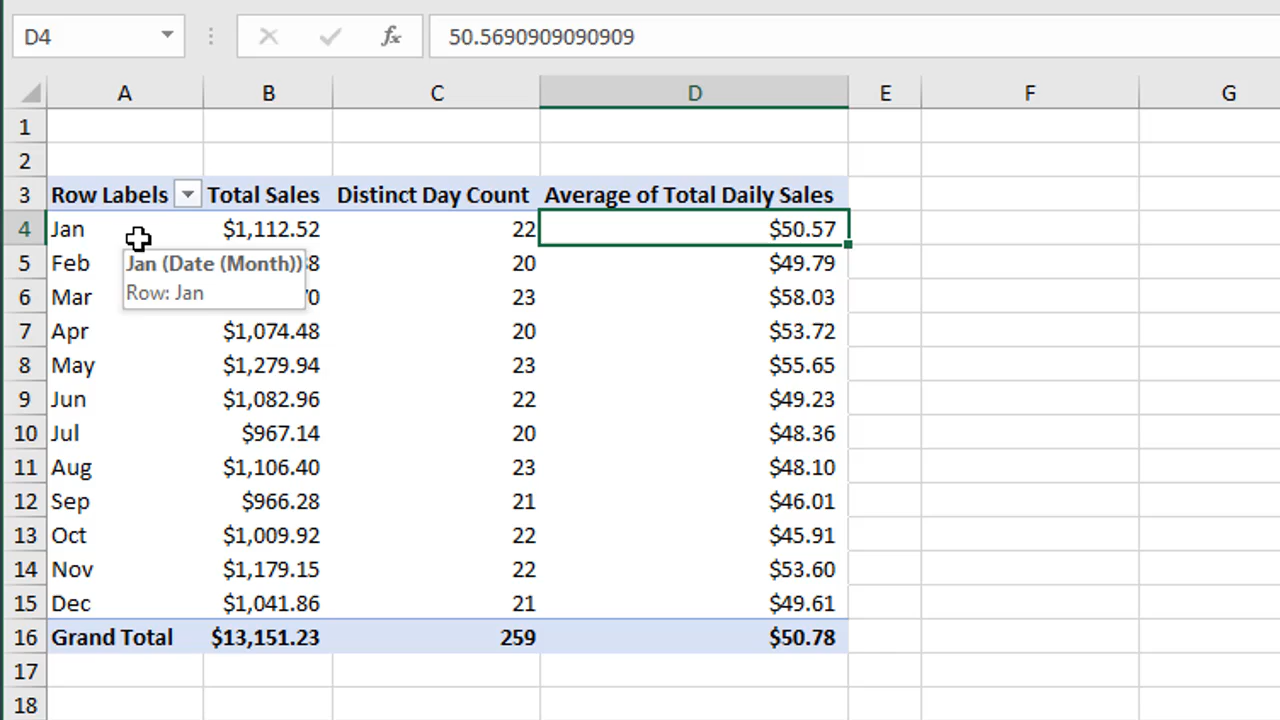 D4 fx 50.5690909090909
A B C D E F G
1
2
3 Row Labels Total Sales Distinct Day Count Average of Total Daily Sales
4 Jan $1,112.52 22 $50.57
5 Feb 8 20 $49.79
Jan (Date (Month))
6 Mar 0 23 $58.03
Row: Jan
7 Apr $1,074.48 20 $53.72
8 May $1,279.94 23 $55.65
9 Jun $1,082.96 22 $49.23
10 Jul $967.14 20 $48.36
11 Aug $1,106.40 23 $48.10
12 Sep $966.28 21 $46.01
13 Oct $1,009.92 22 $45.91
14 Nov $1,179.15 22 $53.60
15 Dec $1,041.86 21 $49.61
16 Grand Total $13,151.23 259 $50.78
17
18